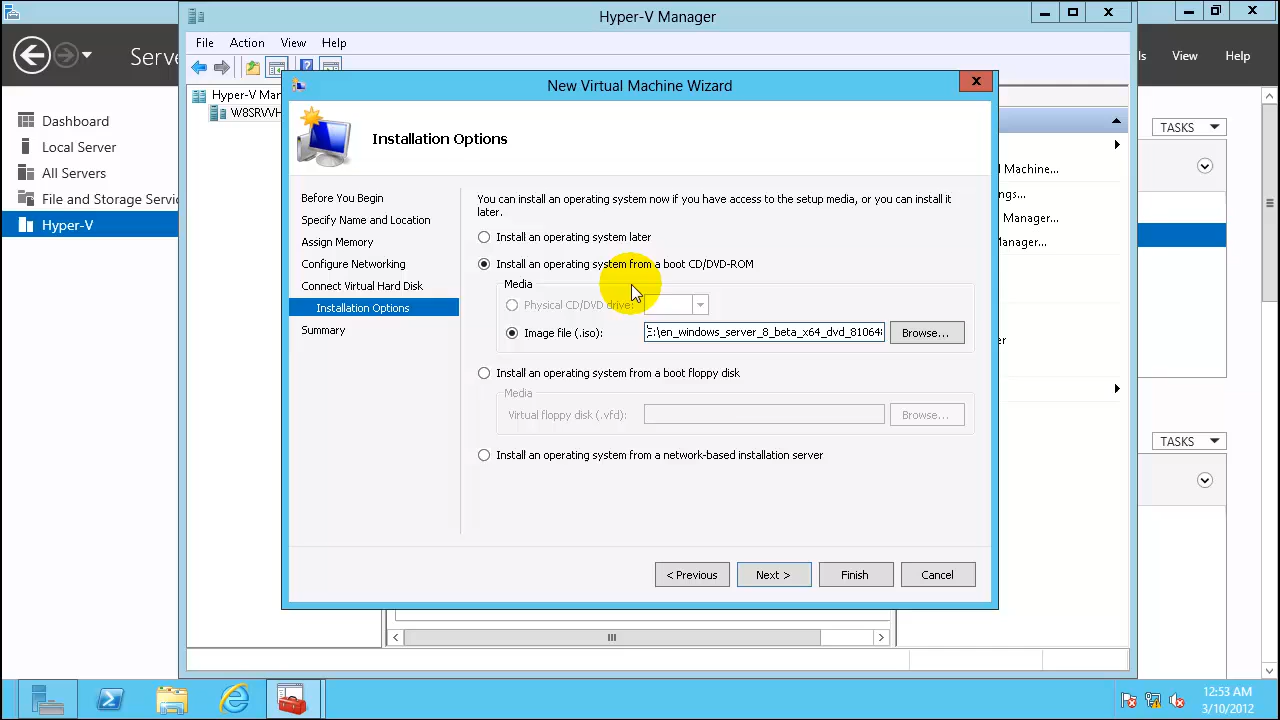 Hyper-V Manager
File Action View Help
New Virtual Machine Wizard
Installation Options
Before You Begin
Specify Name and Location
Assign Memory
Configure Networking
Connect Virtual Hard Disk
Installation Options
Summary
You can install an operating system now if you have access to the setup media, or you can install it
later.
Install an operating system later
Install an operating system from a boot CD/DVD-ROM
Media
Physical CD/DVD drive:
Image file (.iso):
E:\en_windows_server_8_beta_x64_dvd_81064
Browse...
Install an operating system from a boot floppy disk
Media
Virtual floppy disk (.vfd):
Browse...
Install an operating system from a network-based installation server
< Previous
Next >
Finish
Cancel
Serve
Dashboard
Local Server
All Servers
File and Storage Servic
Hyper-V
Hyper-V Mar
W8SRVH
ls View Help
TASKS
l Machine...
ngs...
Manager...
Manager...
er
TASKS
12:53 AM
3/10/2012